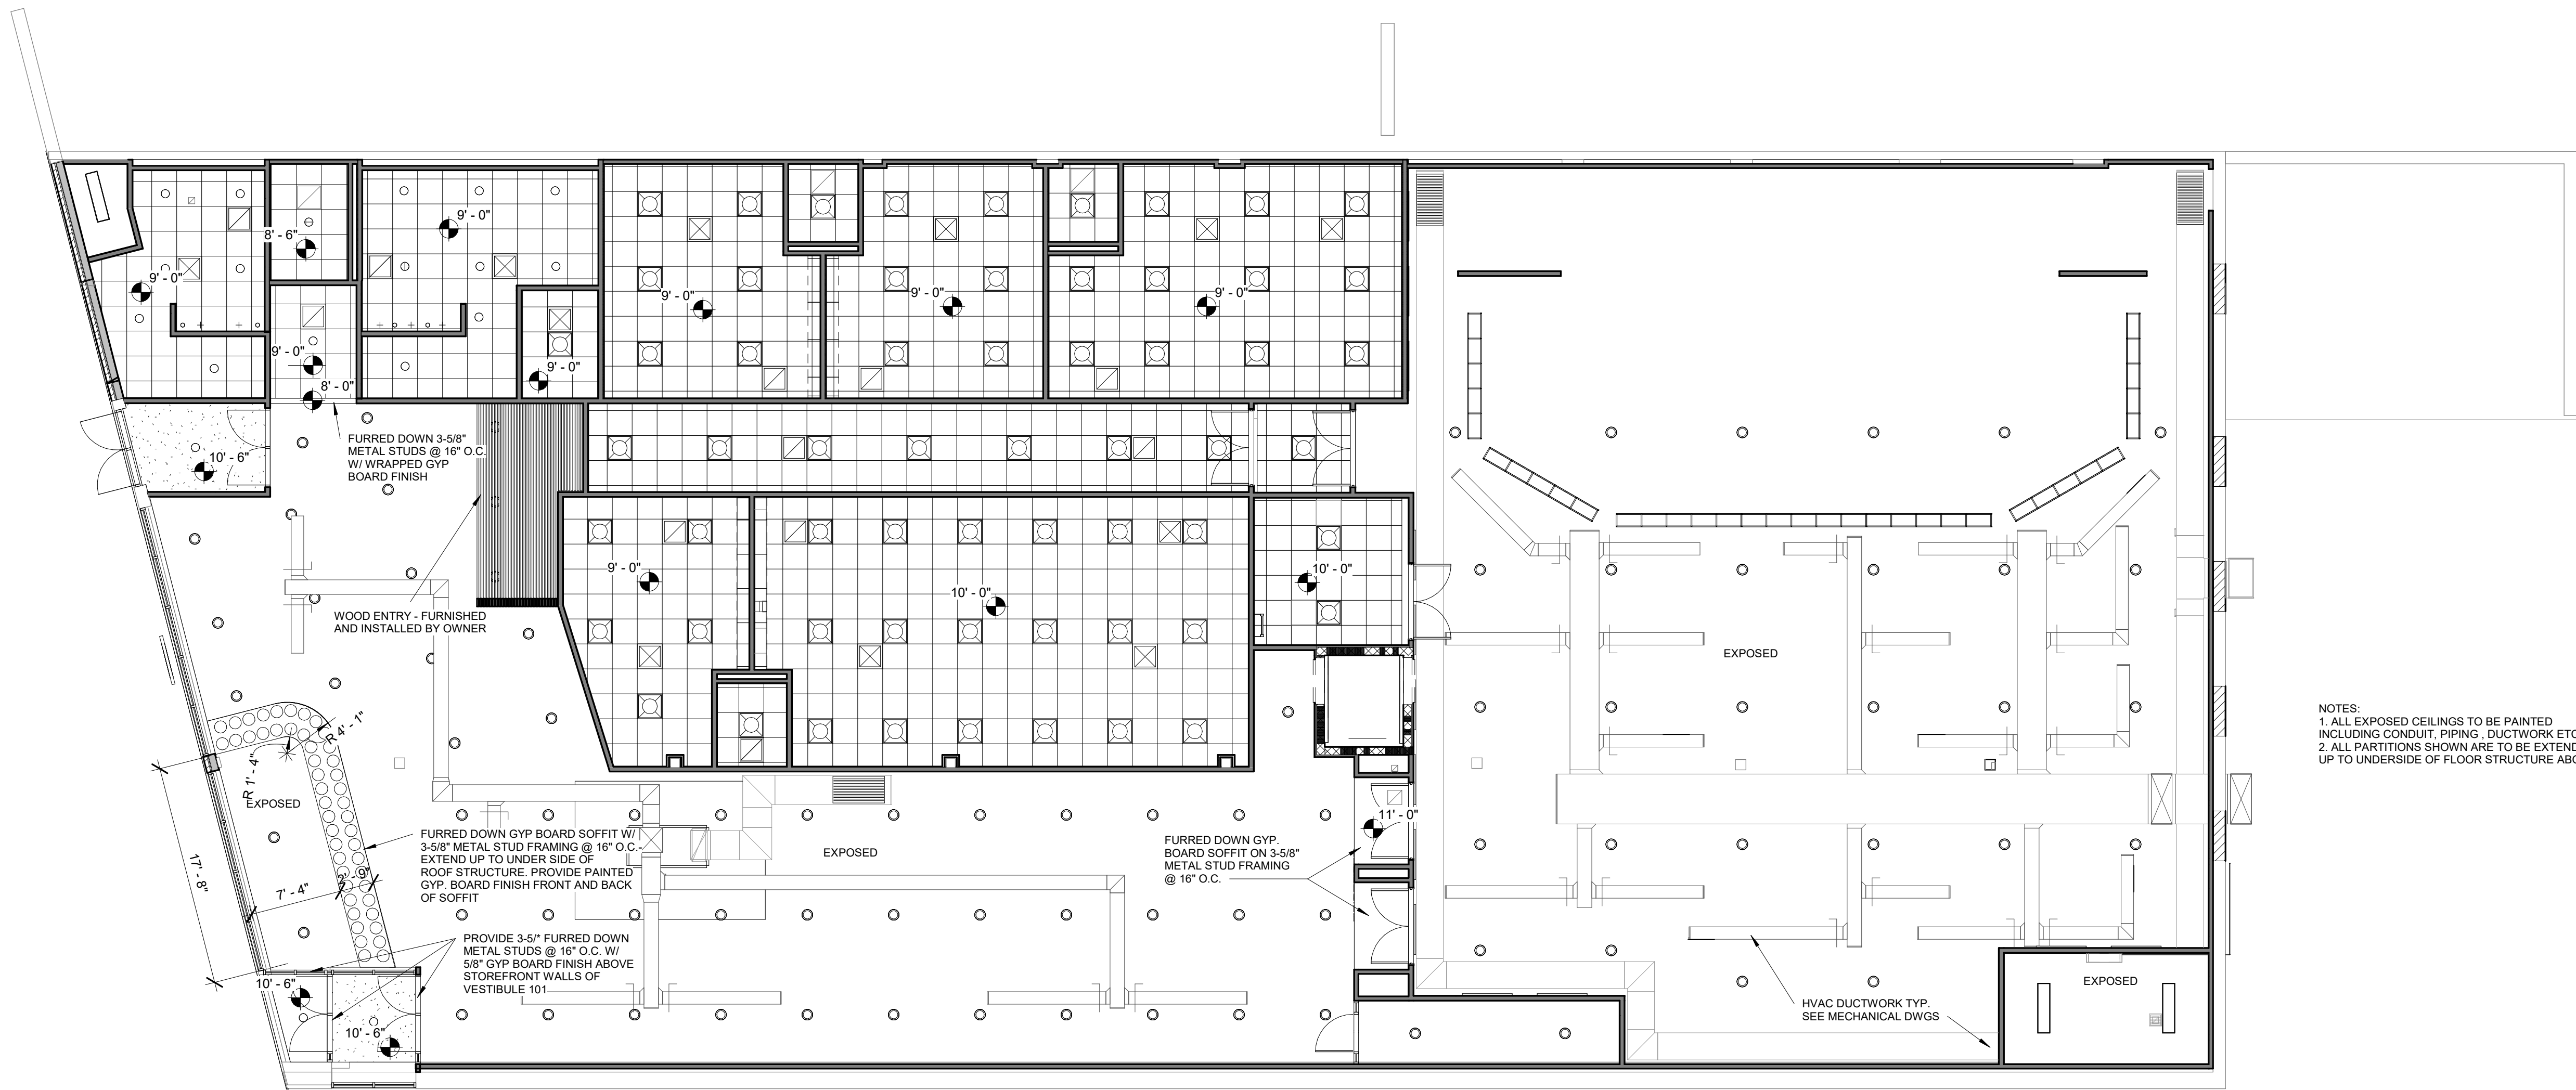 9' - 0"
8' - 6"
9' - 0"
9' - 0"
9' - 0"
9' - 0"
9' - 0"
9' - 0"
8' - 0"
9' - 0"
FURRED DOWN 3-5/8"
METAL STUDS @ 16" O.C.
W/ WRAPPED GYP
BOARD FINISH
10' - 6"
9' - 0"
10' - 0"
10' - 0"
WOOD ENTRY - FURNISHED
AND INSTALLED BY OWNER
EXPOSED
R 4' - 1"
R 1' - 4"
EXPOSED
NOTES:
1. ALL EXPOSED CEILINGS TO BE PAINTED
INCLUDING CONDUIT, PIPING , DUCTWORK ETC
2. ALL PARTITIONS SHOWN ARE TO BE EXTEND
UP TO UNDERSIDE OF FLOOR STRUCTURE ABO
17' - 8"
7' - 4"
2' - 9"
FURRED DOWN GYP BOARD SOFFIT W/
3-5/8" METAL STUD FRAMING @ 16" O.C.-
EXTEND UP TO UNDER SIDE OF
ROOF STRUCTURE. PROVIDE PAINTED
GYP. BOARD FINISH FRONT AND BACK
OF SOFFIT
EXPOSED
FURRED DOWN GYP.
BOARD SOFFIT ON 3-5/8"
METAL STUD FRAMING
@ 16" O.C.
11' - 0"
PROVIDE 3-5/* FURRED DOWN
METAL STUDS @ 16" O.C. W/
5/8" GYP BOARD FINISH ABOVE
STOREFRONT WALLS OF
VESTIBULE 101
10' - 6"
10' - 6"
HVAC DUCTWORK TYP.
SEE MECHANICAL DWGS
EXPOSED